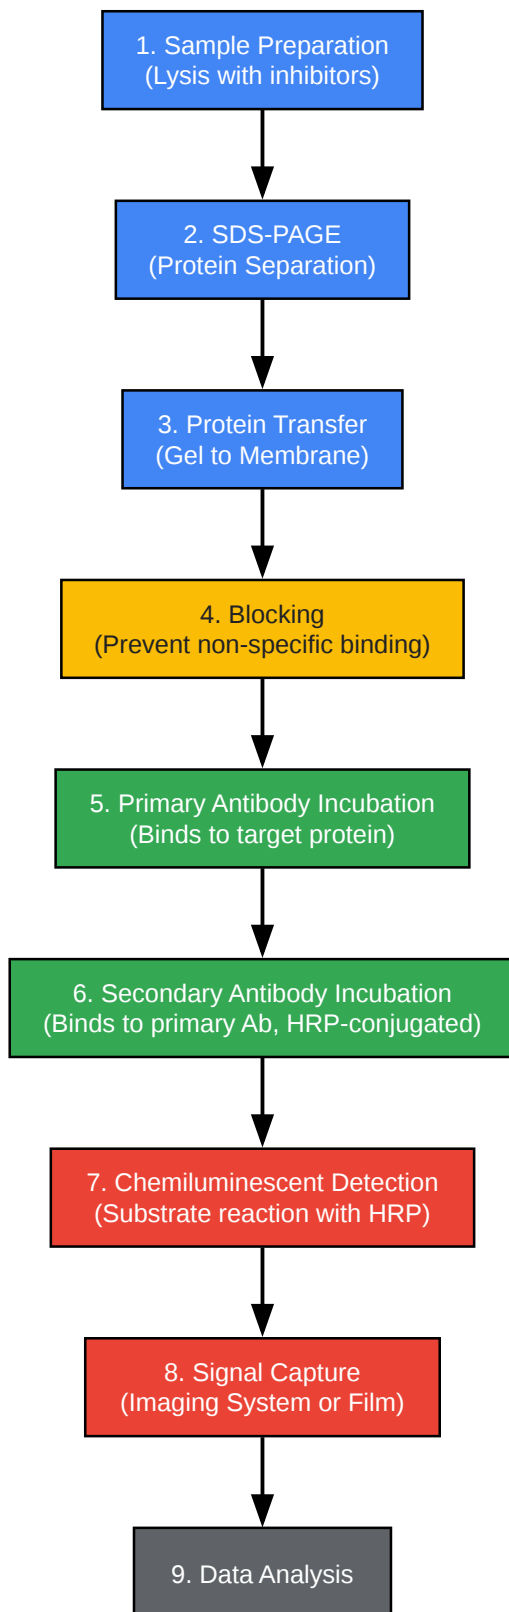 1. Sample Preparation
(Lysis with inhibitors)
2. SDS-PAGE
(Protein Separation)
3. Protein Transfer
(Gel to Membrane)
4. Blocking
(Prevent non-specific binding)
5. Primary Antibody Incubation
(Binds to target protein)
6. Secondary Antibody Incubation
(Binds to primary Ab, HRP-conjugated)
7. Chemiluminescent Detection
(Substrate reaction with HRP)
8. Signal Capture
(Imaging System or Film)
9. Data Analysis